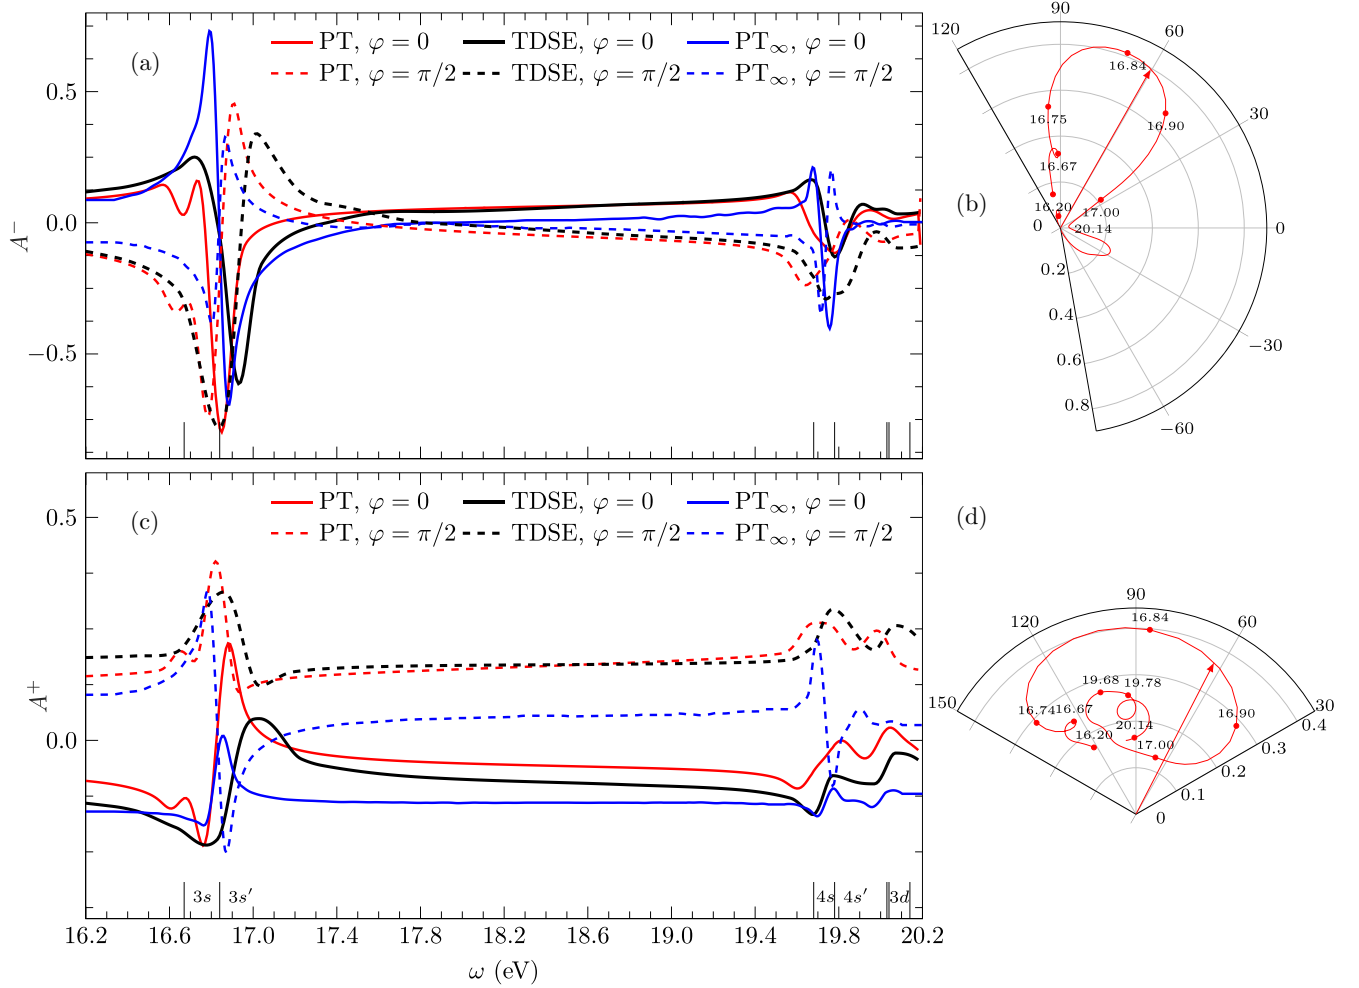 (a)
PT, φ = 0
TDSE, φ = 0
PT∞, φ = 0
PT, φ = π/2
TDSE, φ = π/2
PT∞, φ = π/2
0.5
0.0
−0.5
A−
(b)
120
90
60
30
0
−30
−60
0
0.2
0.4
0.6
0.8
16.84
16.75
16.90
16.67
16.20
17.00
20.14
(c)
PT, φ = 0
TDSE, φ = 0
PT∞, φ = 0
PT, φ = π/2
TDSE, φ = π/2
PT∞, φ = π/2
0.5
0.0
A+
3s
3s′
4s
4s′
3d
16.2
16.6
17.0
17.4
17.8
18.2
18.6
19.0
19.4
19.8
20.2
ω (eV)
(d)
150
120
90
60
30
0
0.1
0.2
0.3
0.4
16.84
19.68
19.78
16.74
16.67
20.14
16.90
16.20
17.00